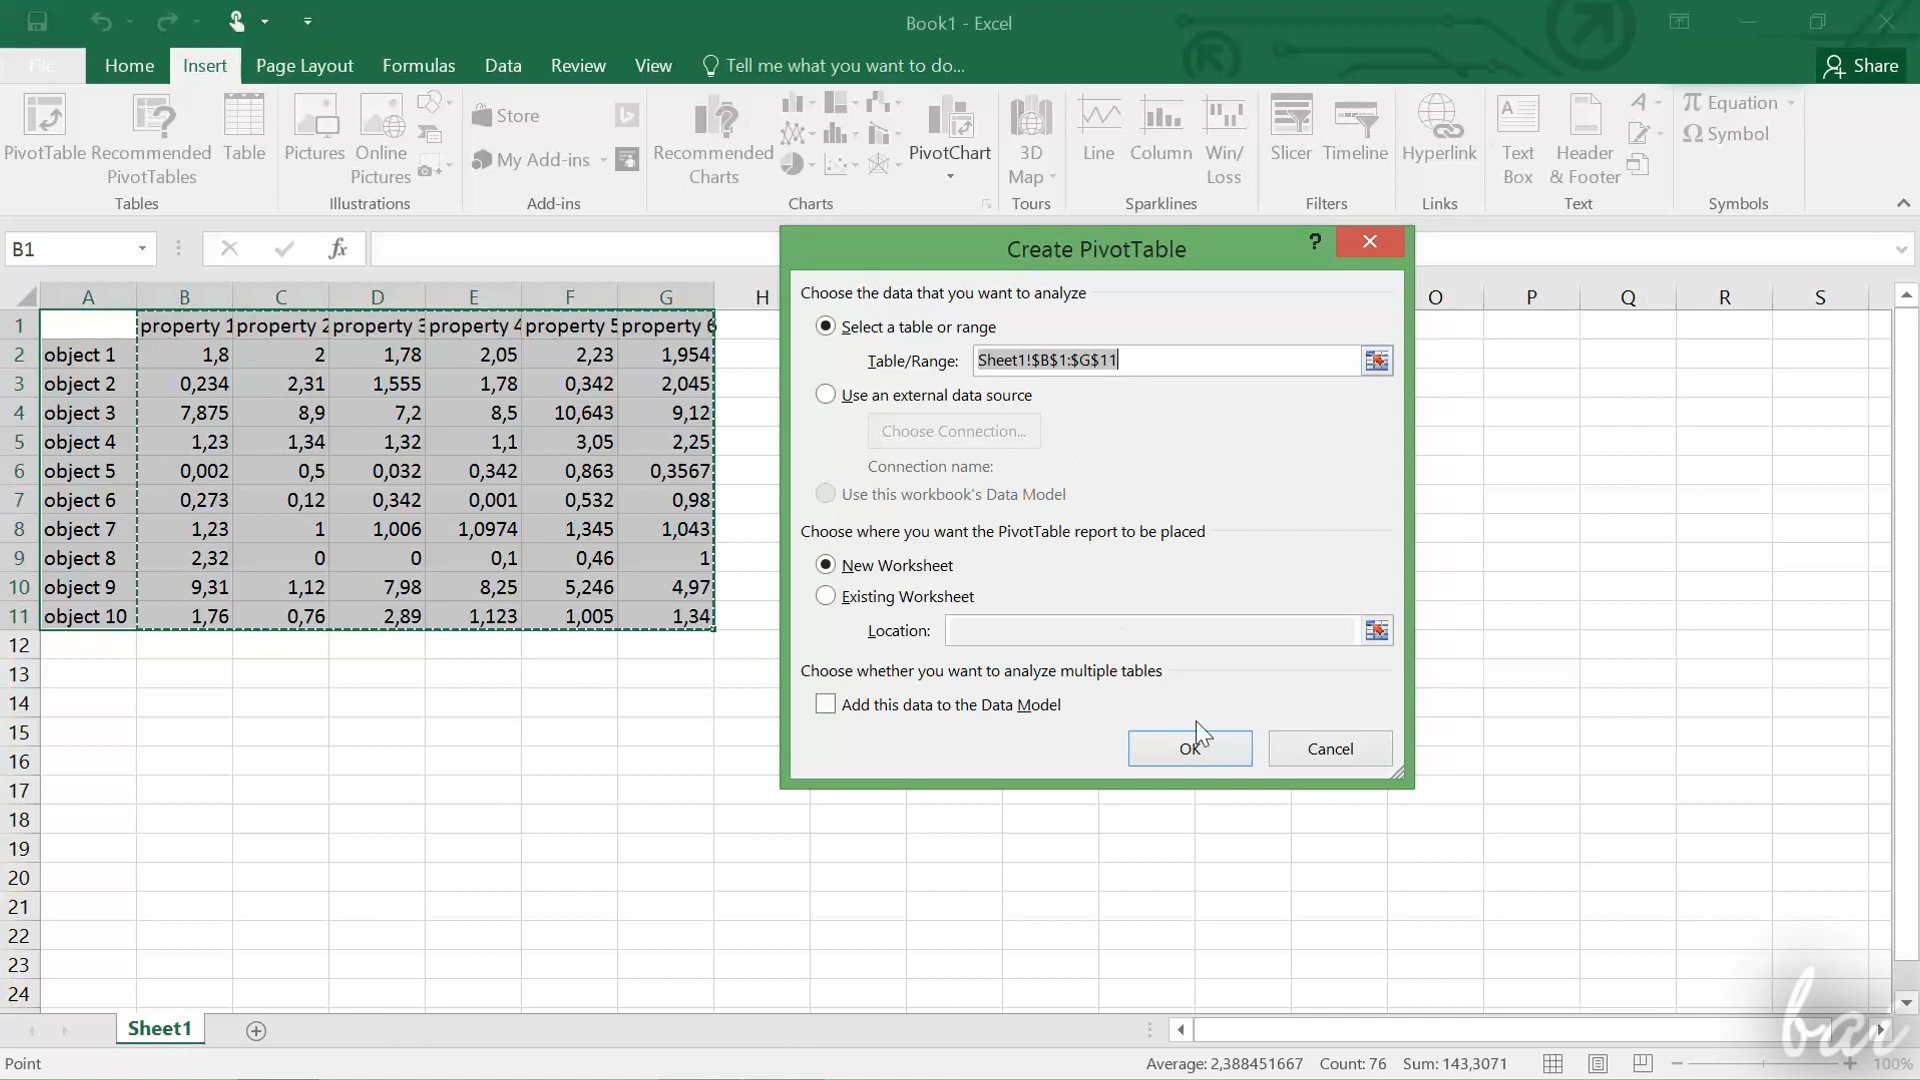 Book1 - Excel
File Home Insert Page Layout Formulas Data Review View Tell me what you want to do... Share
PivotTable
Recommended PivotTables
Table
Tables
Pictures
Online Pictures
Illustrations
Store
My Add-ins
Add-ins
Recommended Charts
PivotChart
Charts
3D Map
Tours
Line
Column
Win/Loss
Sparklines
Slicer
Timeline
Filters
Hyperlink
Links
Text Box
Header & Footer
Text
Equation
Symbol
Symbols
B1 fx
A B C D E F G H O P Q R S
1 property 1 property 2 property 3 property 4 property 5 property 6
2 object 1 1,8 2 1,78 2,05 2,23 1,954
3 object 2 0,234 2,31 1,555 1,78 0,342 2,045
4 object 3 7,875 8,9 7,2 8,5 10,643 9,12
5 object 4 1,23 1,34 1,32 1,1 3,05 2,25
6 object 5 0,002 0,5 0,032 0,342 0,863 0,3567
7 object 6 0,273 0,12 0,342 0,001 0,532 0,98
8 object 7 1,23 1 1,006 1,0974 1,345 1,043
9 object 8 2,32 0 0 0,1 0,46 1
10 object 9 9,31 1,12 7,98 8,25 5,246 4,97
11 object 10 1,76 0,76 2,89 1,123 1,005 1,34
12
13
14
15
16
17
18
19
20
21
22
23
24
Create PivotTable ?
Choose the data that you want to analyze
Select a table or range
Table/Range: Sheet1!$B$1:$G$11
Use an external data source
Choose Connection...
Connection name:
Use this workbook's Data Model
Choose where you want the PivotTable report to be placed
New Worksheet
Existing Worksheet
Location:
Choose whether you want to analyze multiple tables
Add this data to the Data Model
OK Cancel
Sheet1
bai
Point Average: 2,388451667 Count: 76 Sum: 143,3071 100%